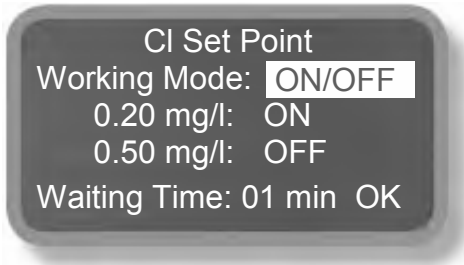 Cl Set Point
Working Mode: ON/OFF
0.20 mg/l: ON
0.50 mg/l: OFF
Waiting Time: 01 min OK